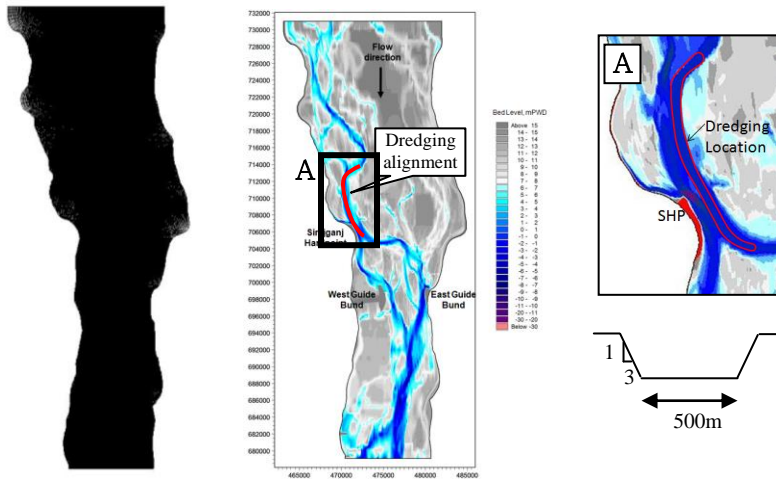 732000
730000
728000
726000
724000
722000
720000
718000
716000
714000
712000
710000
708000
706000
704000
702000
700000
698000
696000
694000
692000
690000
688000
686000
684000
682000
680000
465000 470000 475000 480000 485000
Flow
direction
Dredging
alignment
A
West Guide
Bund
East Guide
Bund
Bed Level, mPWD
Above 15
14 - 15
13 - 14
12 - 13
11 - 12
10 - 11
9 - 10
8 - 9
7 - 8
6 - 7
5 - 6
4 - 5
3 - 4
2 - 3
1 - 2
0 - 1
-1 - 0
-2 - -1
-3 - -2
-4 - -3
-5 - -4
-6 - -5
-7 - -6
-8 - -7
-9 - -8
-10 - -9
-11 - -10
-20 - -11
-30 - -20
Below -30
A
Dredging
Location
SHP
1
3
500m